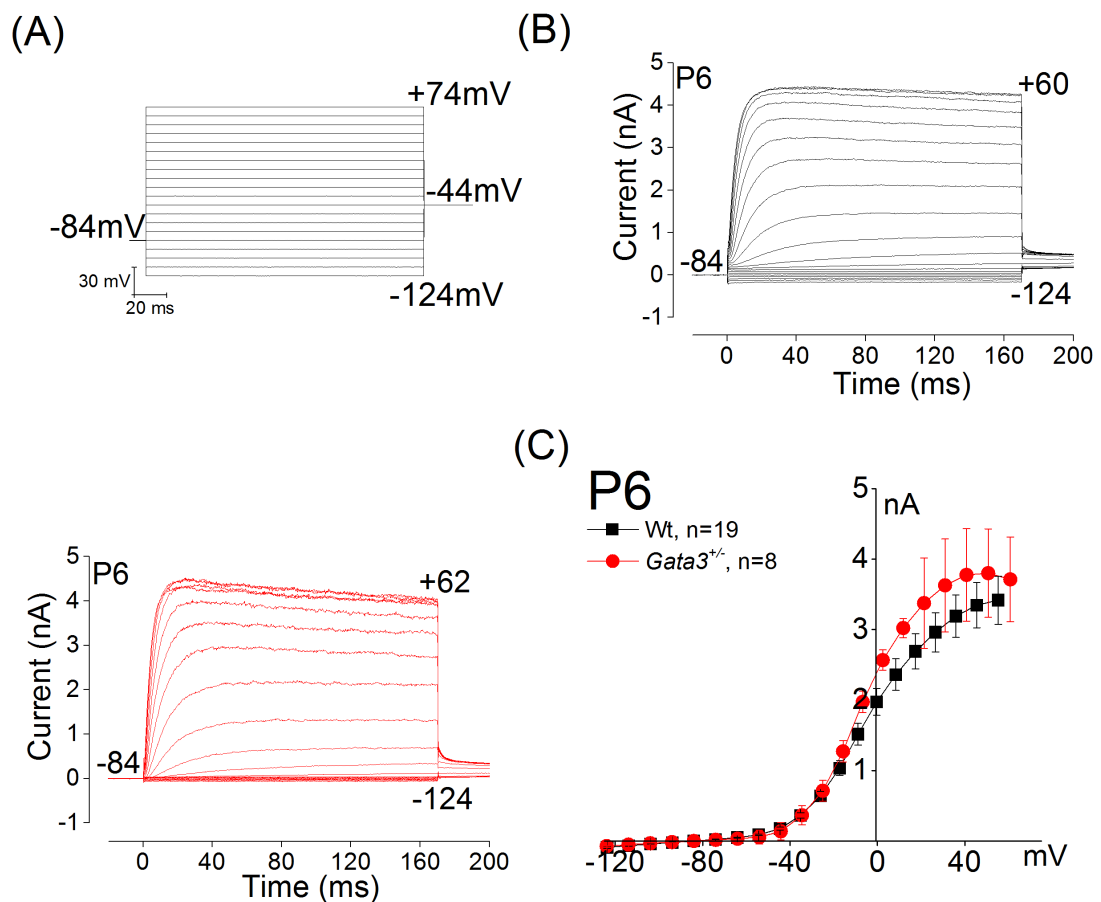 (A)
+74mV
-44mV
-84mV
30 mV
20 ms
-124mV
(B)
P6
+60
5
4
3
2
1
0
-1
Current (nA)
-84
-124
0 40 80 120 160 200
Time (ms)
P6
+62
5
4
3
2
1
0
-1
Current (nA)
-84
-124
0 40 80 120 160 200
Time (ms)
(C)
P6
Wt, n=19
Gata3+/-, n=8
nA
5
4
3
2
1
-120 -80 -40 0 40 mV